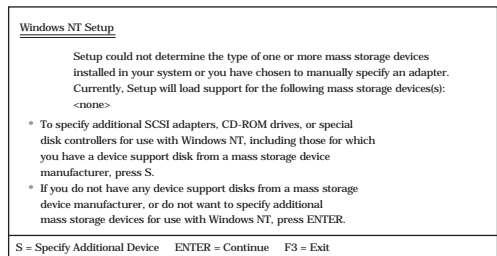 Windows NT Setup
Setup could not determine the type of one or more mass storage devices
installed in your system or you have chosen to manually specify an adapter.
Currently, Setup will load support for the following mass storage devices(s):
<none>
* To specify additional SCSI adapters, CD-ROM drives, or special
disk controllers for use with Windows NT, including those for which
you have a device support disk from a mass storage device
manufacturer, press S.
* If you do not have any device support disks from a mass storage
device manufacturer, or do not want to specify additional
mass storage devices for use with Windows NT, press ENTER.
S = Specify Additional Device ENTER = Continue F3 = Exit